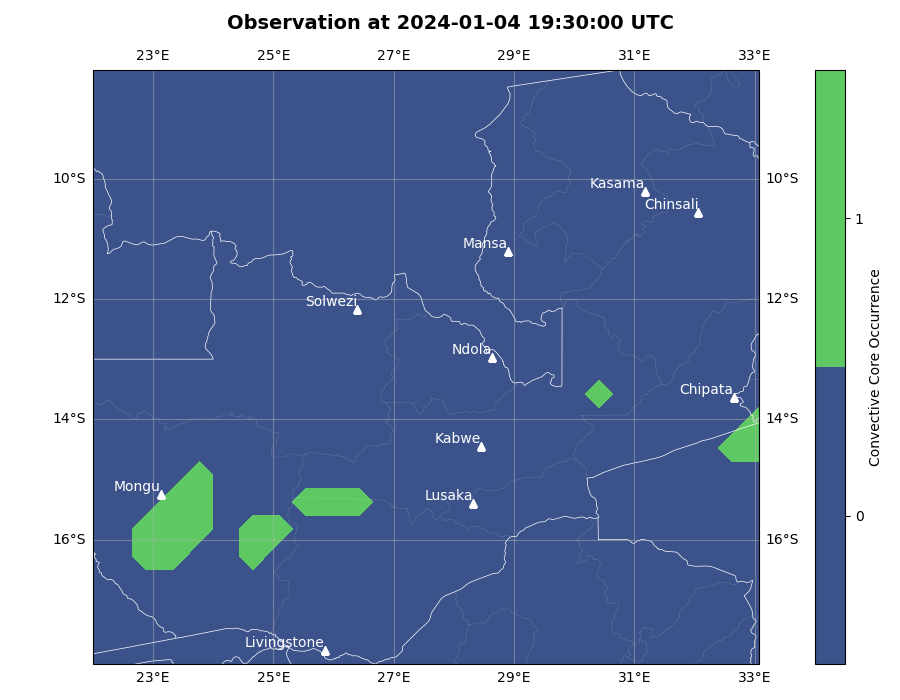 Observation at 2024-01-04 19:30:00 UTC
23°E 25°E 27°E 29°E 31°E 33°E
10°S 10°S
Kasama
Chinsali
Mansa
12°S 12°S
Solwezi
Ndola
Chipata
14°S 14°S
Kabwe
Mongu
Lusaka
16°S 16°S
Livingstone
23°E 25°E 27°E 29°E 31°E 33°E
1
0
Convective Core Occurrence